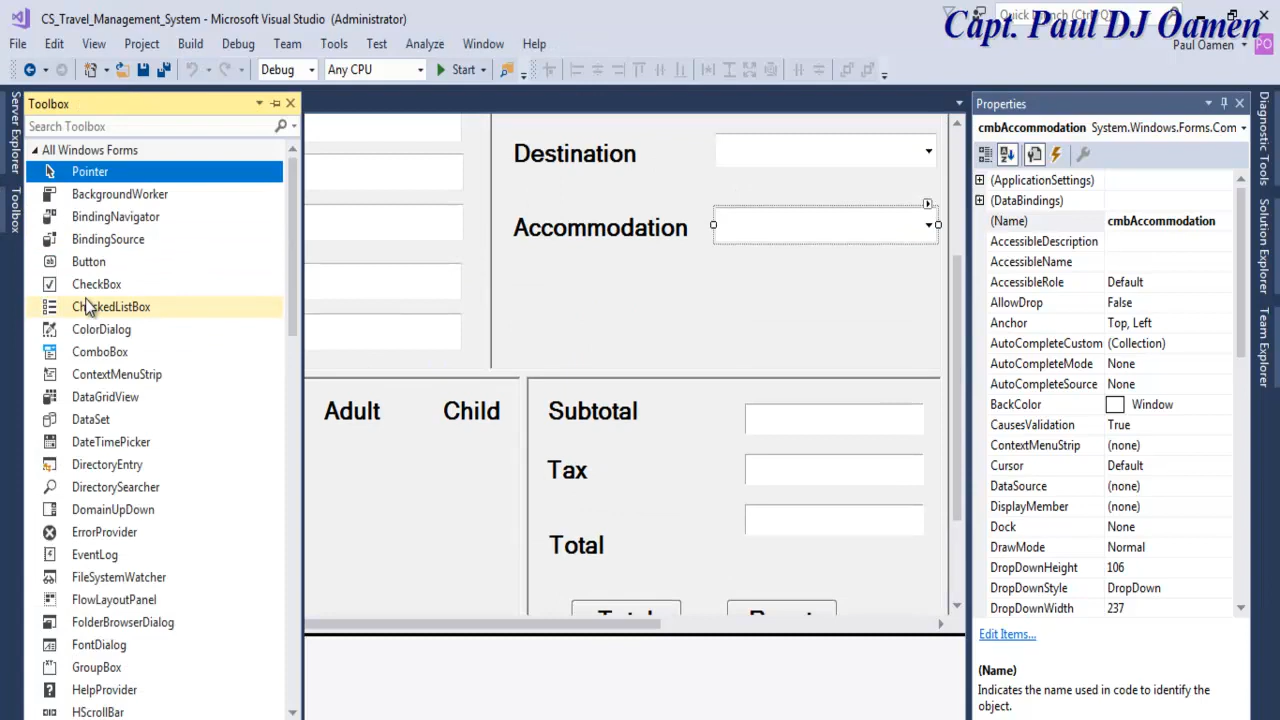 CS_Travel_Management_System - Microsoft Visual Studio (Administrator)
Capt. Paul DJ Oamen
File Edit View Project Build Debug Team Tools Test Analyze Window Help
Paul Oamen PO
Debug Any CPU Start
Server Explorer
Toolbox
Toolbox
Search Toolbox
All Windows Forms
Pointer
BackgroundWorker
BindingNavigator
BindingSource
Button
CheckBox
CheckedListBox
ColorDialog
ComboBox
ContextMenuStrip
DataGridView
DataSet
DateTimePicker
DirectoryEntry
DirectorySearcher
DomainUpDown
ErrorProvider
EventLog
FileSystemWatcher
FlowLayoutPanel
FolderBrowserDialog
FontDialog
GroupBox
HelpProvider
HScrollBar
Destination
Accommodation
Adult Child
Subtotal
Tax
Total
Properties
cmbAccommodation System.Windows.Forms.Com
(ApplicationSettings)
(DataBindings)
(Name) cmbAccommodation
AccessibleDescription
AccessibleName
AccessibleRole Default
AllowDrop False
Anchor Top, Left
AutoCompleteCustom (Collection)
AutoCompleteMode None
AutoCompleteSource None
BackColor Window
CausesValidation True
ContextMenuStrip (none)
Cursor Default
DataSource (none)
DisplayMember (none)
Dock None
DrawMode Normal
DropDownHeight 106
DropDownStyle DropDown
DropDownWidth 237
Edit Items...
(Name)
Indicates the name used in code to identify the
object.
Diagnostic Tools
Solution Explorer
Team Explorer